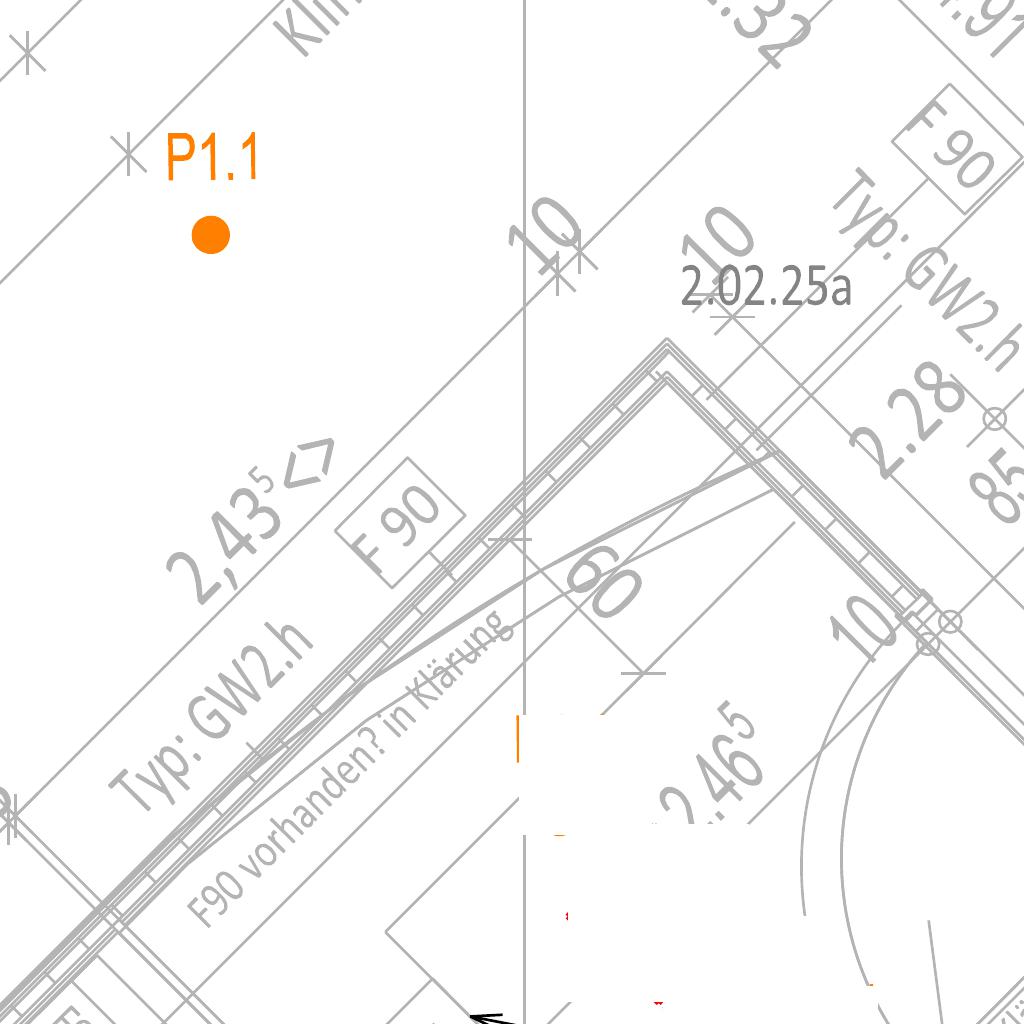 P1.1
F 90
10
10
2.02.25a
Typ: GW2.h
2.28
85
2,43⁵ <>
F 90
60
Typ: GW2.h
F90 vorhanden? in Klärung
10
2.46⁵